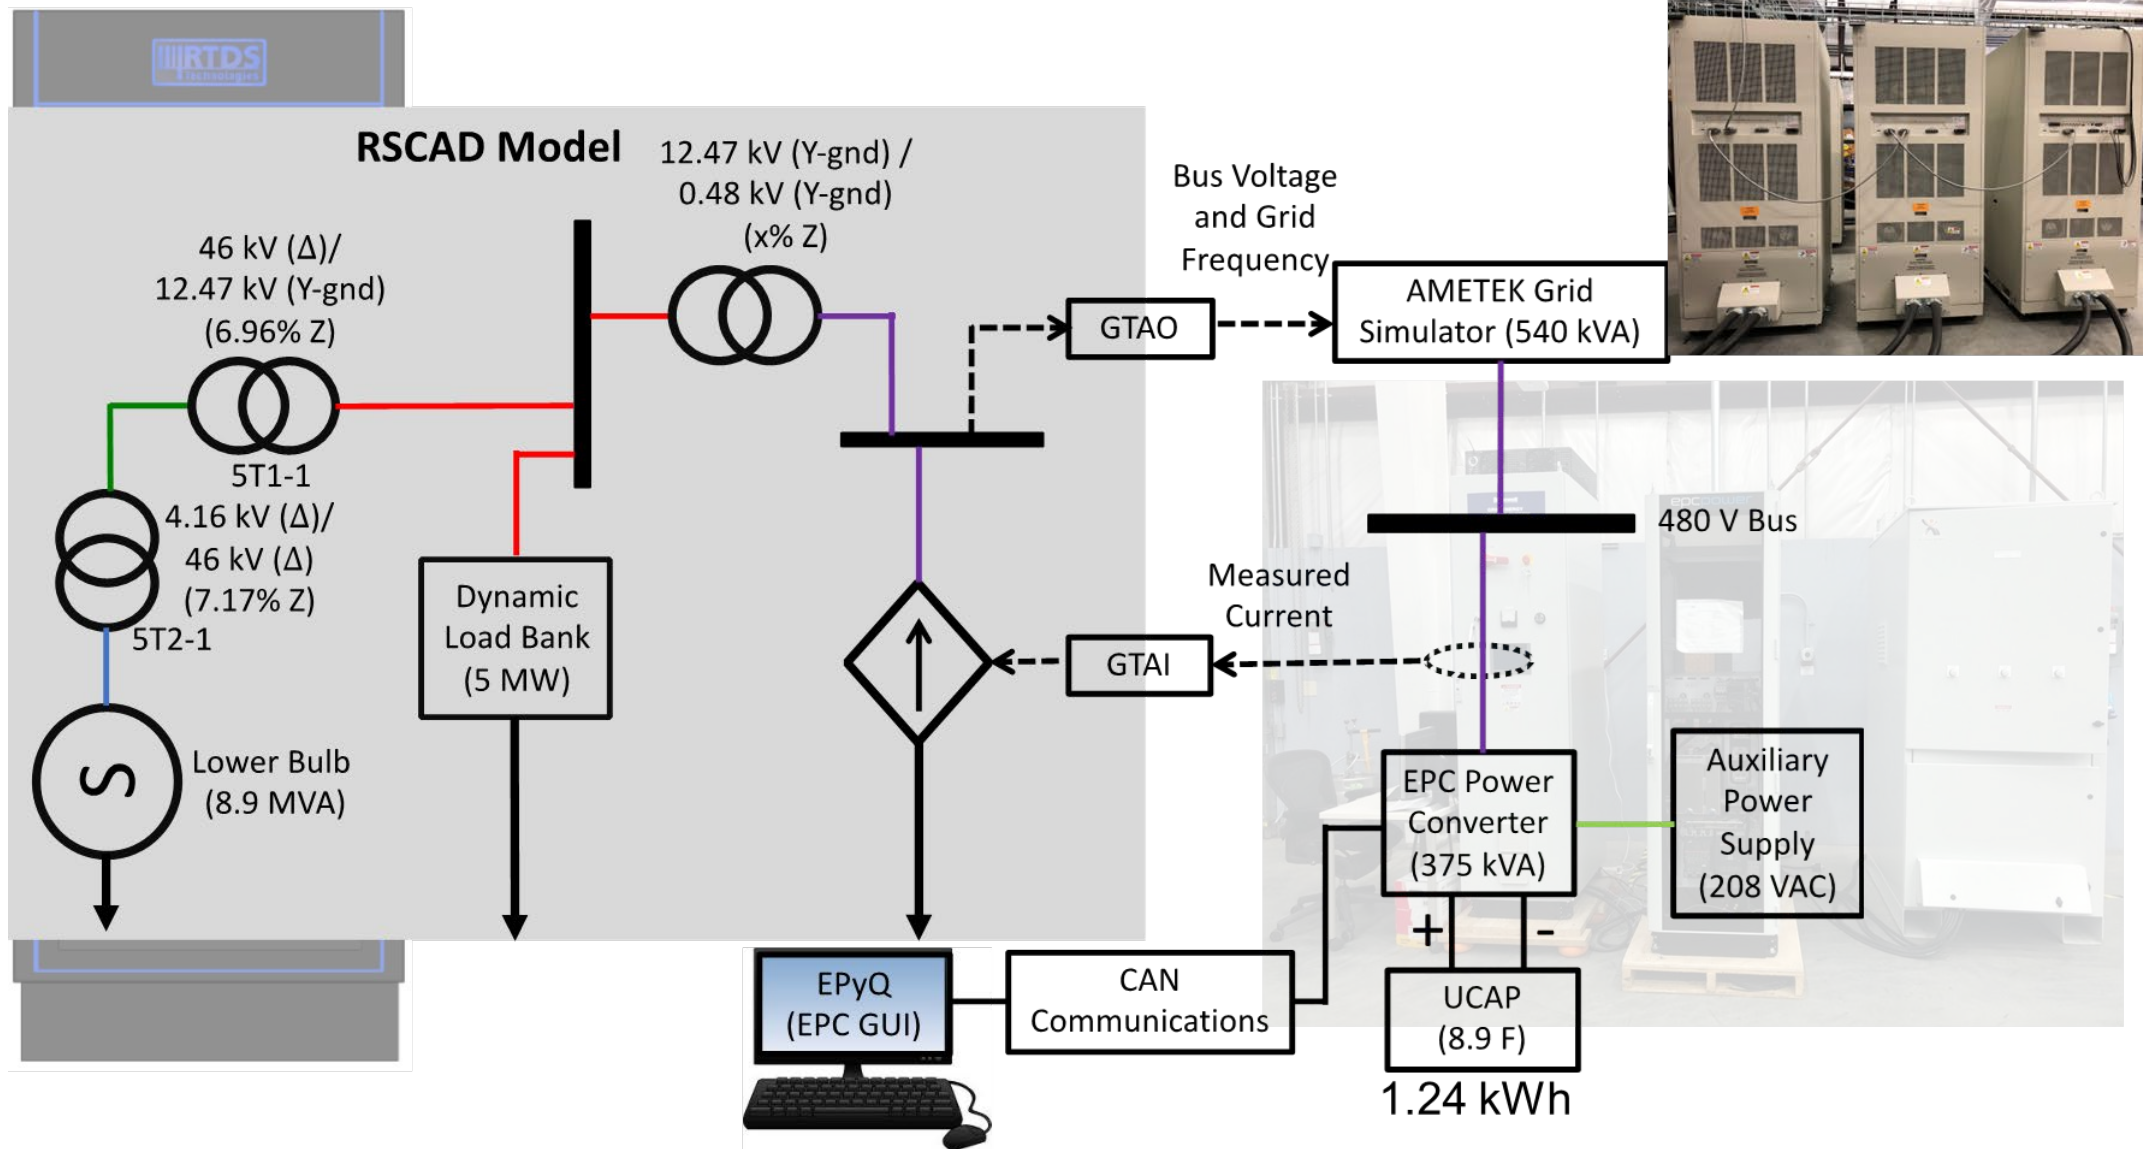 RTDS
Technologies
RSCAD Model
12.47 kV (Y-gnd) /
0.48 kV (Y-gnd)
(x% Z)
46 kV (Δ)/
12.47 kV (Y-gnd)
(6.96% Z)
5T1-1
4.16 kV (Δ)/
46 kV (Δ)
(7.17% Z)
5T2-1
Lower Bulb
(8.9 MVA)
S
Dynamic
Load Bank
(5 MW)
Bus Voltage
and Grid
Frequency
GTAO
AMETEK Grid
Simulator (540 kVA)
epcpower
480 V Bus
Measured
Current
GTAI
EPC Power
Converter
(375 kVA)
Auxiliary
Power
Supply
(208 VAC)
+
-
EPyQ
(EPC GUI)
CAN
Communications
UCAP
(8.9 F)
1.24 kWh